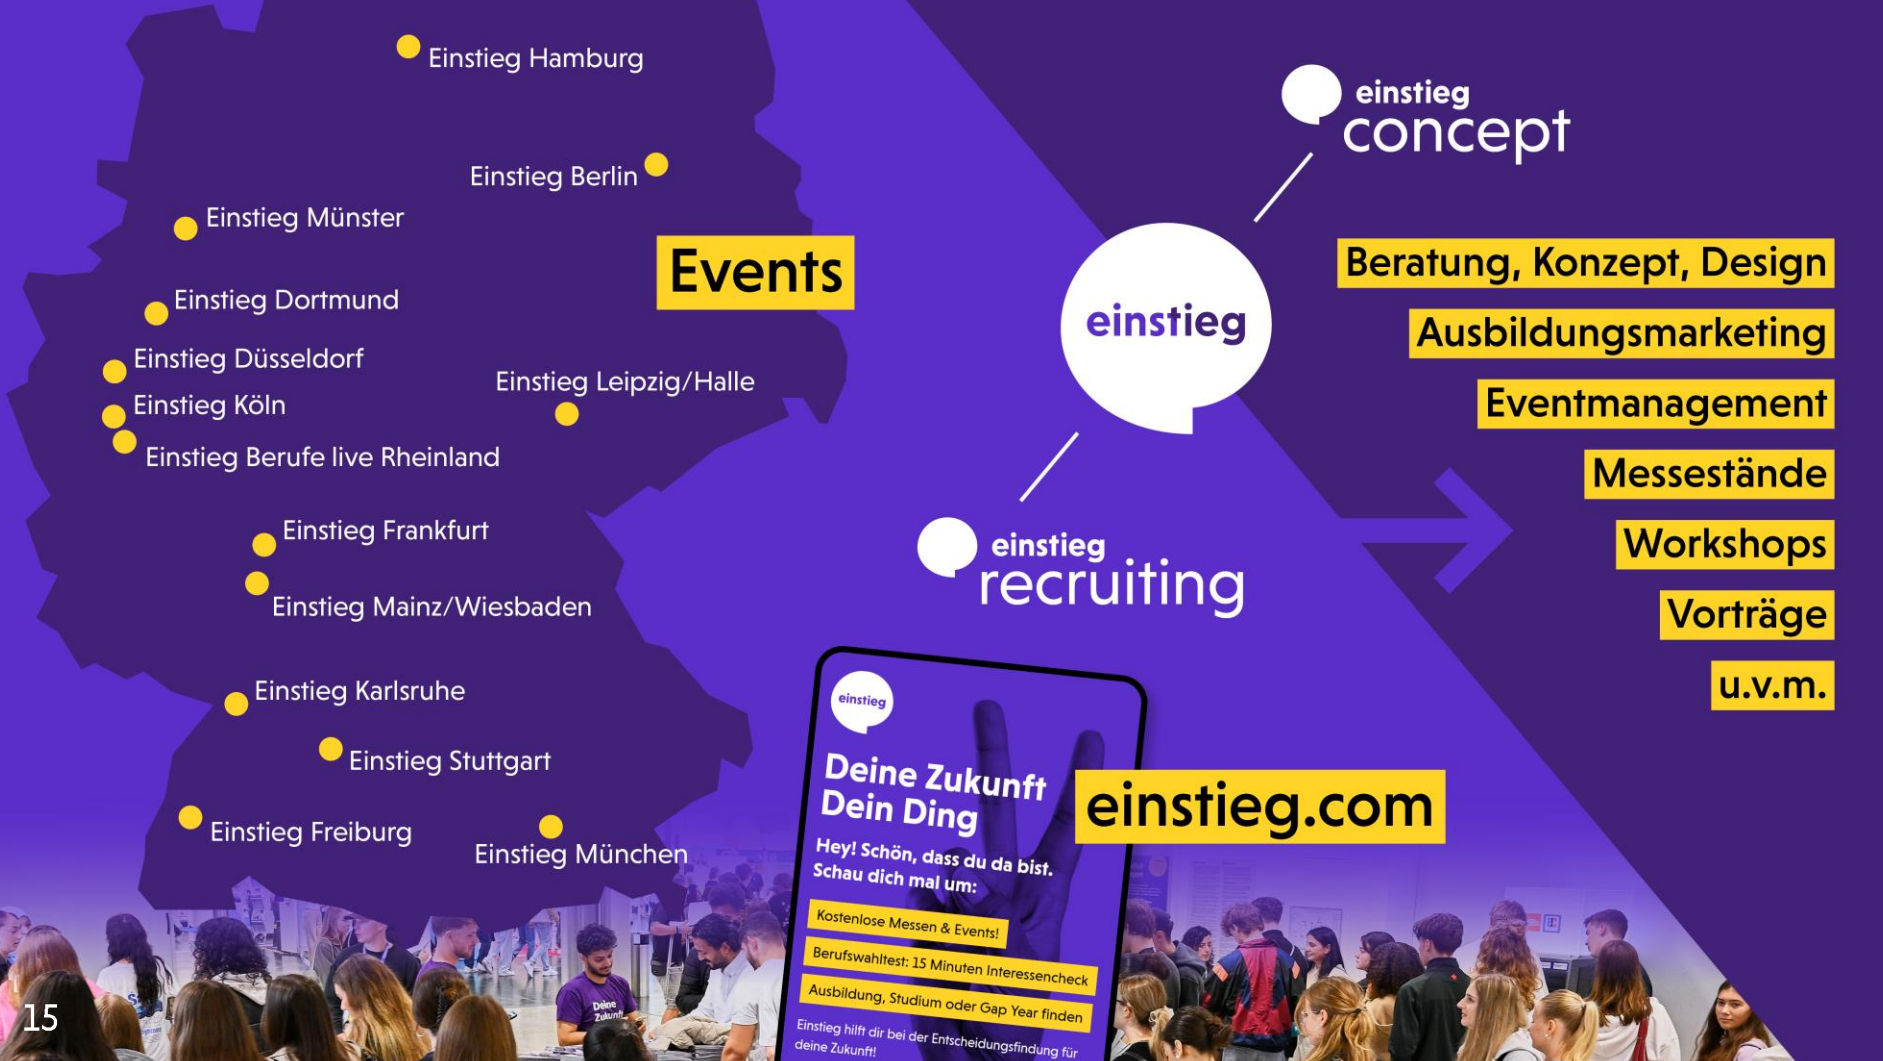 Einstieg Hamburg
Einstieg Berlin
Einstieg Münster
Events
Einstieg Dortmund
Einstieg Düsseldorf
Einstieg Leipzig/Halle
Einstieg Köln
Einstieg Berufe live Rheinland
Einstieg Frankfurt
Einstieg Mainz/Wiesbaden
Einstieg Karlsruhe
Einstieg Stuttgart
Einstieg Freiburg
Einstieg München
einstieg
concept
einstieg
einstieg
recruiting
Beratung, Konzept, Design
Ausbildungsmarketing
Eventmanagement
Messestände
Workshops
Vorträge
u.v.m.
einstieg
Deine Zukunft
Dein Ding
Hey! Schön, dass du da bist.
Schau dich mal um:
Kostenlose Messen & Events!
Berufswahltest: 15 Minuten Interessencheck
Ausbildung, Studium oder Gap Year finden
Einstieg hilft dir bei der Entscheidungsfindung für
deine Zukunft!
einstieg.com
Deine
Zukunft
15